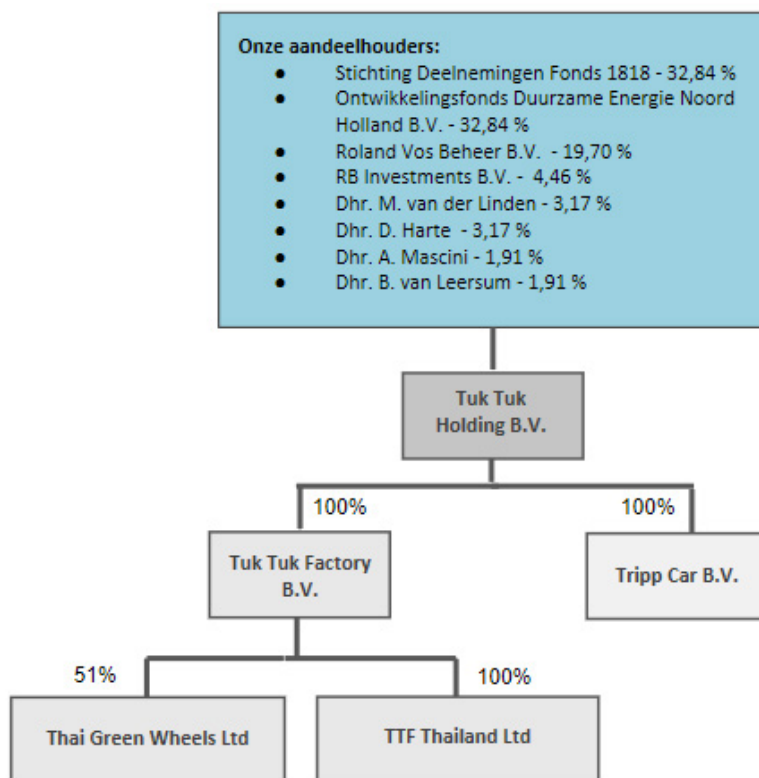 Onze aandeelhouders:
● Stichting Deelnemingen Fonds 1818 - 32,84 %
● Ontwikkelingsfonds Duurzame Energie Noord
Holland B.V. - 32,84 %
● Roland Vos Beheer B.V. - 19,70 %
● RB Investments B.V. - 4,46 %
● Dhr. M. van der Linden - 3,17 %
● Dhr. D. Harte - 3,17 %
● Dhr. A. Mascini - 1,91 %
● Dhr. B. van Leersum - 1,91 %
Tuk Tuk
Holding B.V.
100%
100%
Tuk Tuk Factory
B.V.
Tripp Car B.V.
51%
100%
Thai Green Wheels Ltd
TTF Thailand Ltd